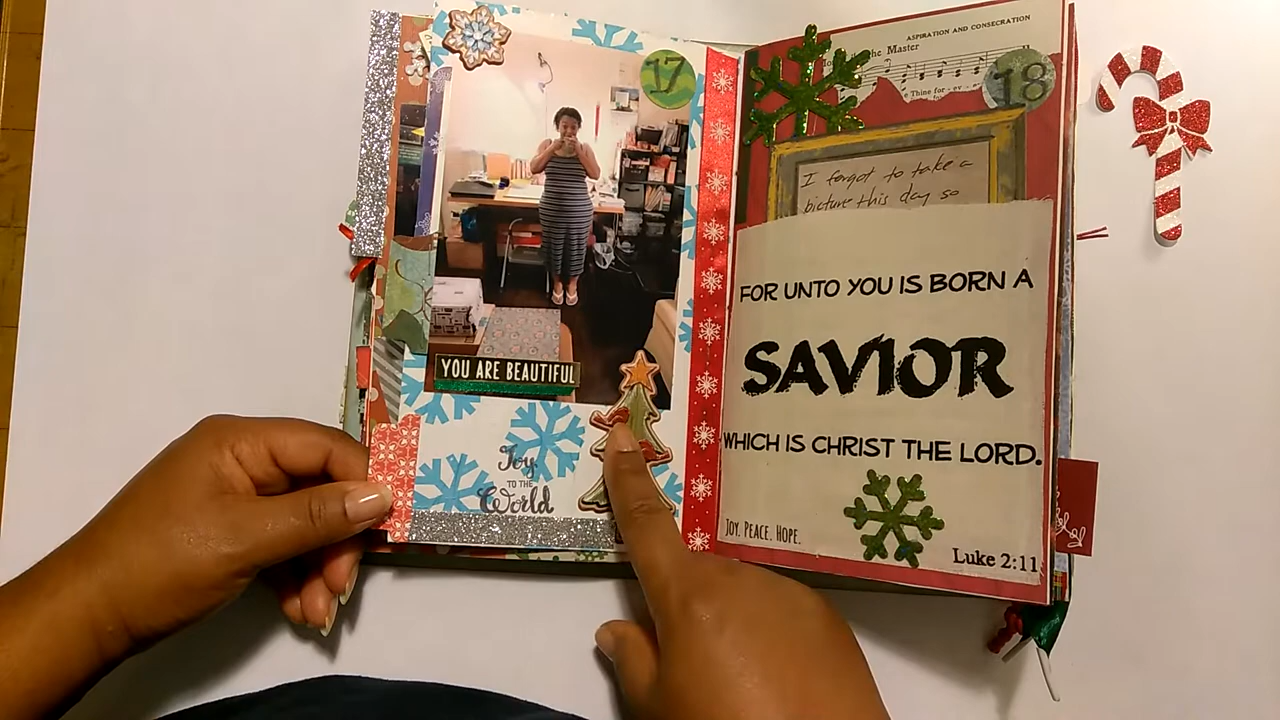 17
YOU ARE BEAUTIFUL
Joy
TO THE
World
ASPIRATION AND CONSECRATION
the Master
Thine for - ev - e
18
I forgot to take a
picture this day so
FOR UNTO YOU IS BORN A
SAVIOR
WHICH IS CHRIST THE LORD.
JOY. PEACE. HOPE.
Luke 2:11